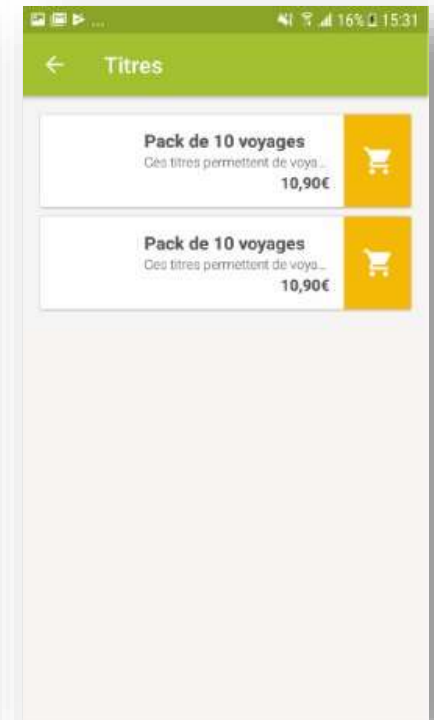 ... 16% 15:31
Titres
Pack de 10 voyages
Ces titres permettent de voya...
10,90€
Pack de 10 voyages
Ces titres permettent de voya...
10,90€